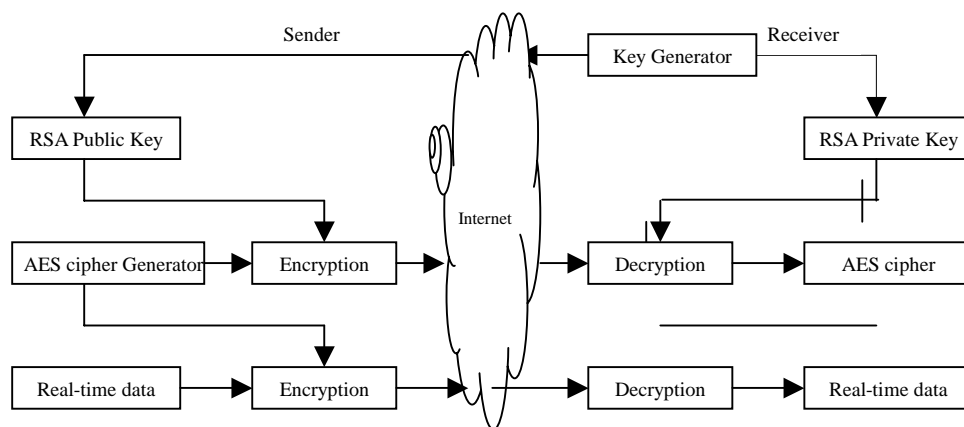 Sender
Receiver
Key Generator
RSA Public Key
RSA Private Key
Internet
AES cipher Generator
Encryption
Decryption
AES cipher
Real-time data
Encryption
Decryption
Real-time data